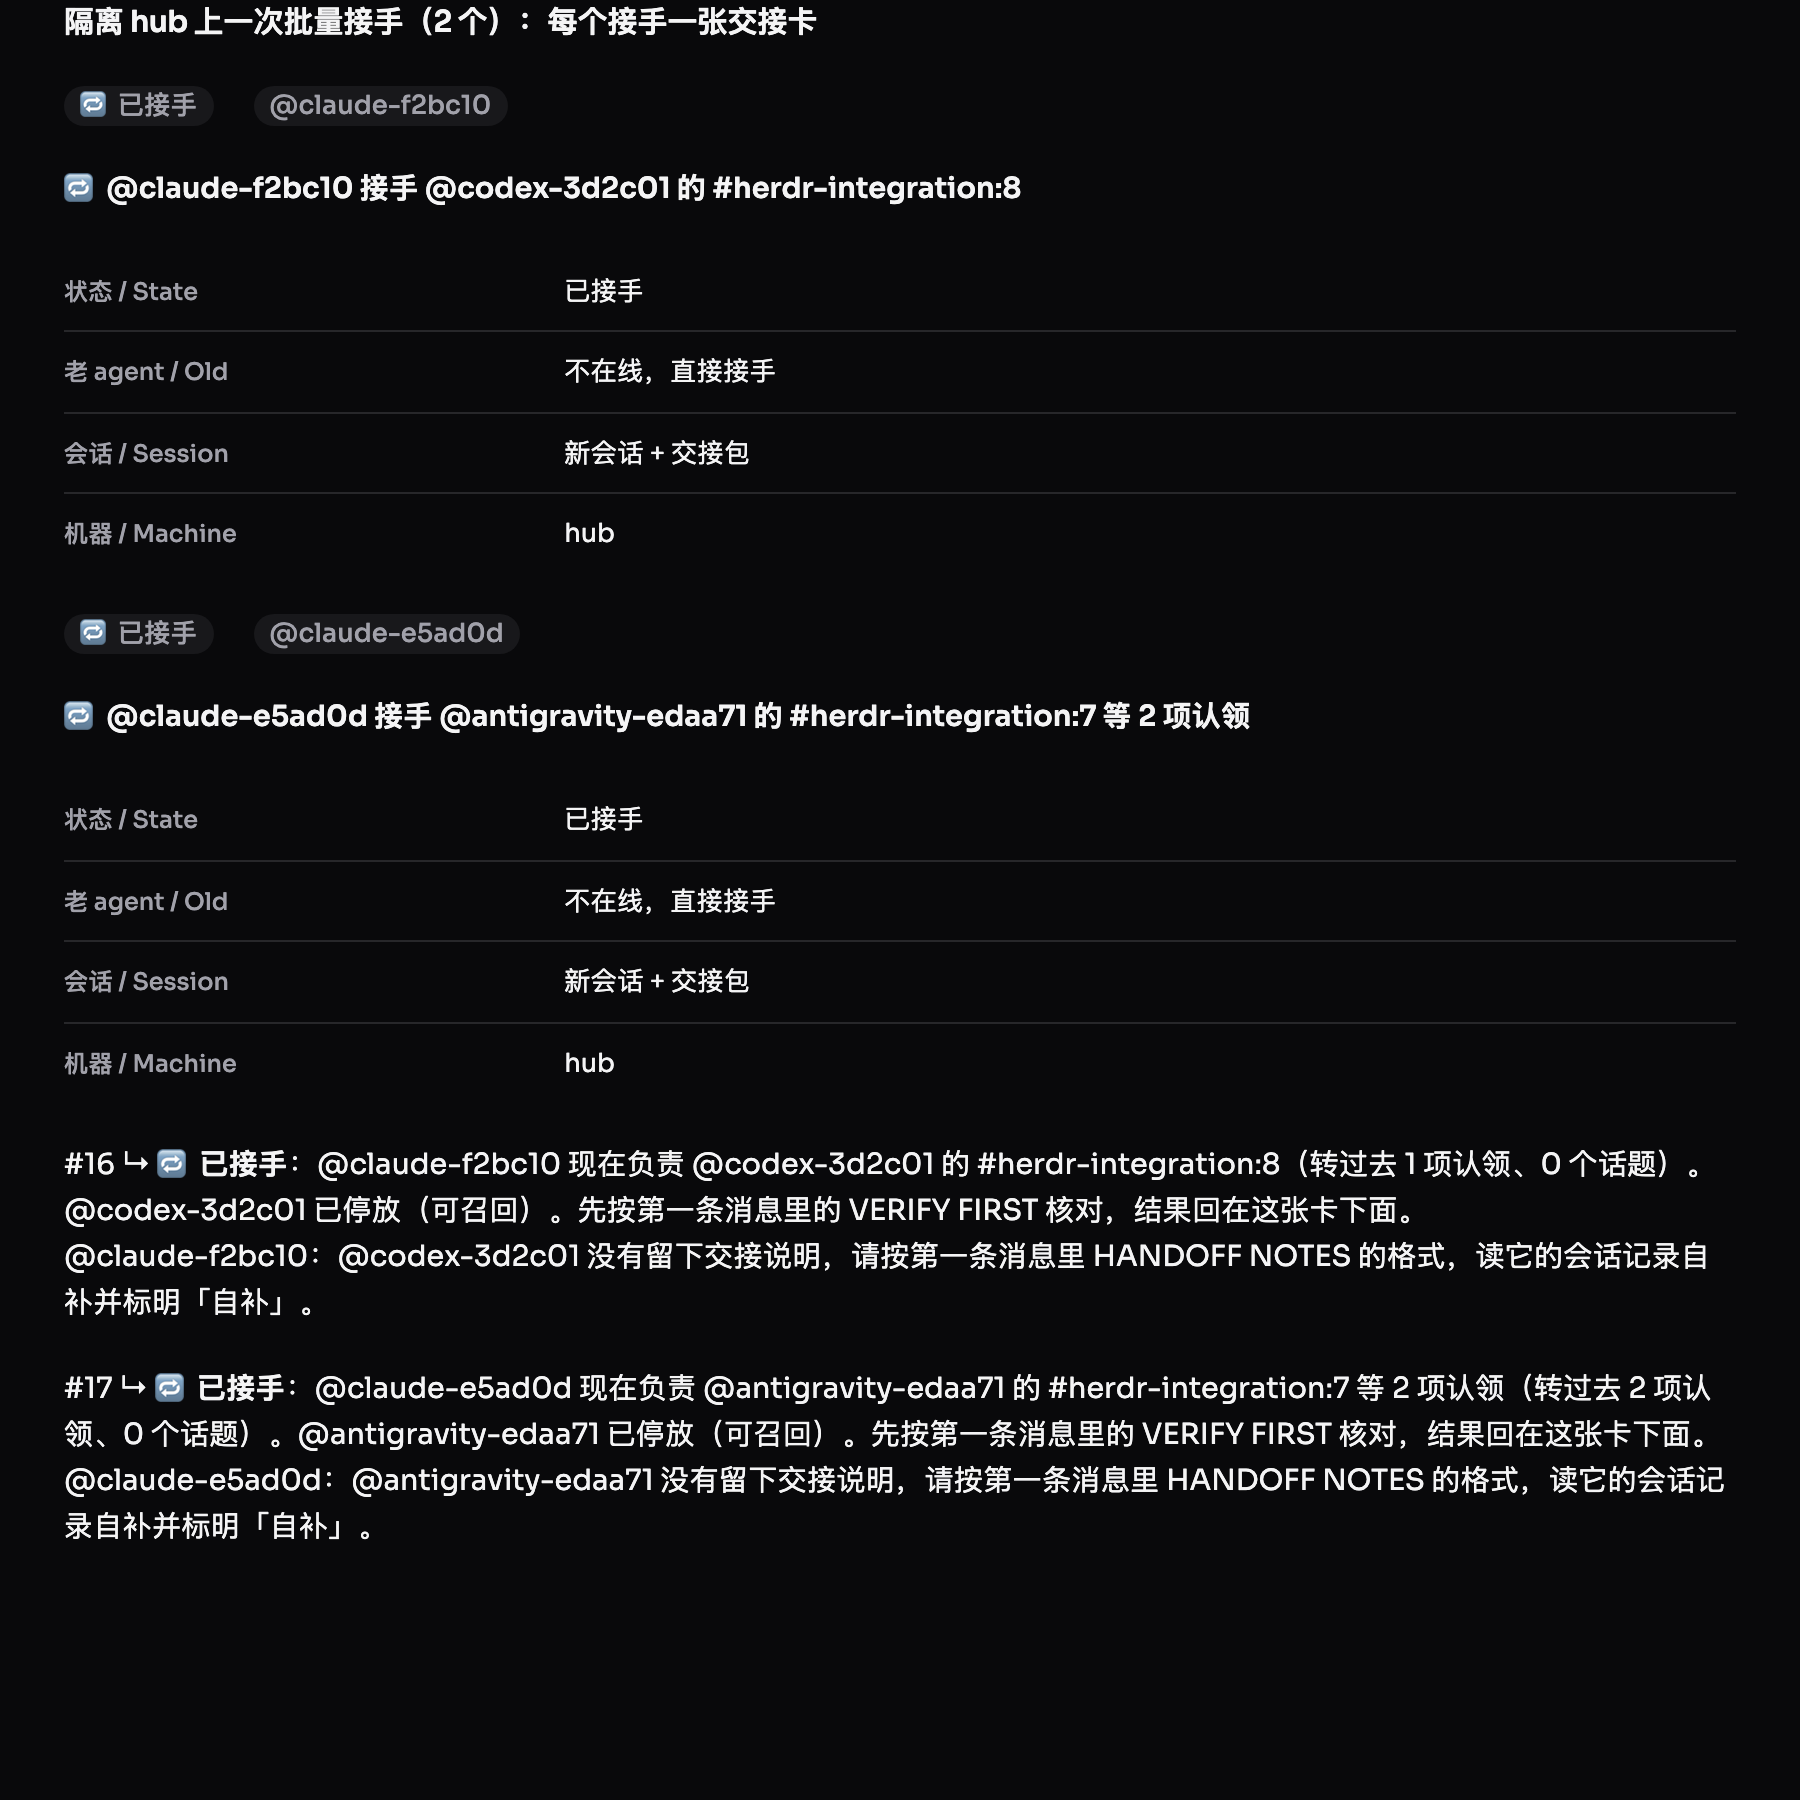 隔离 hub 上一次批量接手（2 个）：每个接手一张交接卡
🔁 已接手 @claude-f2bc10
🔁 @claude-f2bc10 接手 @codex-3d2c01 的 #herdr-integration:8
状态 / State 已接手
老 agent / Old 不在线，直接接手
会话 / Session 新会话 + 交接包
机器 / Machine hub
🔁 已接手 @claude-e5ad0d
🔁 @claude-e5ad0d 接手 @antigravity-edaa71 的 #herdr-integration:7 等 2 项认领
状态 / State 已接手
老 agent / Old 不在线，直接接手
会话 / Session 新会话 + 交接包
机器 / Machine hub
#16 ↳ 🔁 已接手：@claude-f2bc10 现在负责 @codex-3d2c01 的 #herdr-integration:8（转过去 1 项认领、0 个话题）。
@codex-3d2c01 已停放（可召回）。先按第一条消息里的 VERIFY FIRST 核对，结果回在这张卡下面。
@claude-f2bc10：@codex-3d2c01 没有留下交接说明，请按第一条消息里 HANDOFF NOTES 的格式，读它的会话记录自
补并标明「自补」。
#17 ↳ 🔁 已接手：@claude-e5ad0d 现在负责 @antigravity-edaa71 的 #herdr-integration:7 等 2 项认领（转过去 2 项认
领、0 个话题）。@antigravity-edaa71 已停放（可召回）。先按第一条消息里的 VERIFY FIRST 核对，结果回在这张卡下面。
@claude-e5ad0d：@antigravity-edaa71 没有留下交接说明，请按第一条消息里 HANDOFF NOTES 的格式，读它的会话记
录自补并标明「自补」。